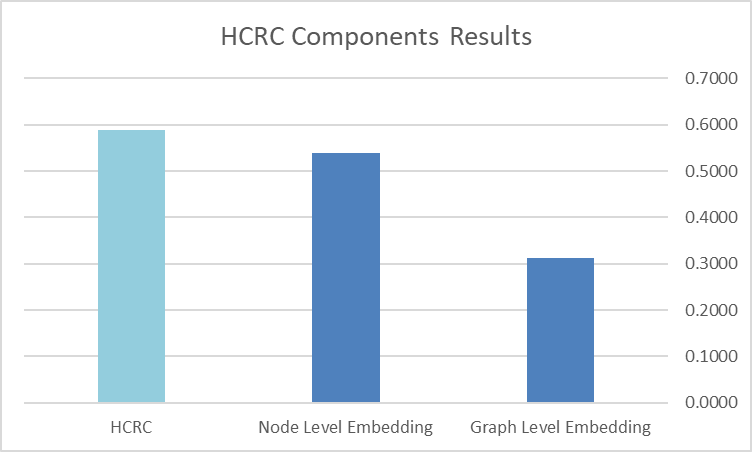 HCRC Components Results
0.7000
0.6000
0.5000
0.4000
0.3000
0.2000
0.1000
0.0000
HCRC
Node Level Embedding
Graph Level Embedding